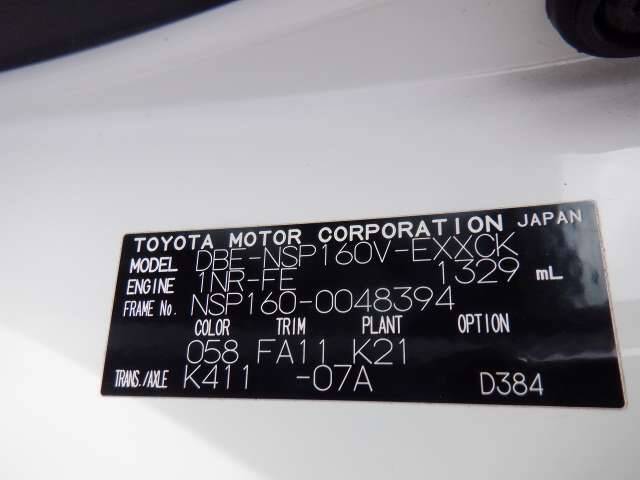 TOYOTA MOTOR CORPORATION JAPAN
MODEL DBE-NSP160V-EXXCK
ENGINE 1NR-FE 1329 mL
FRAME No. NSP160-0048394
COLOR TRIM PLANT OPTION
058 FA11 K21
TRANS./AXLE K411 -07A D384